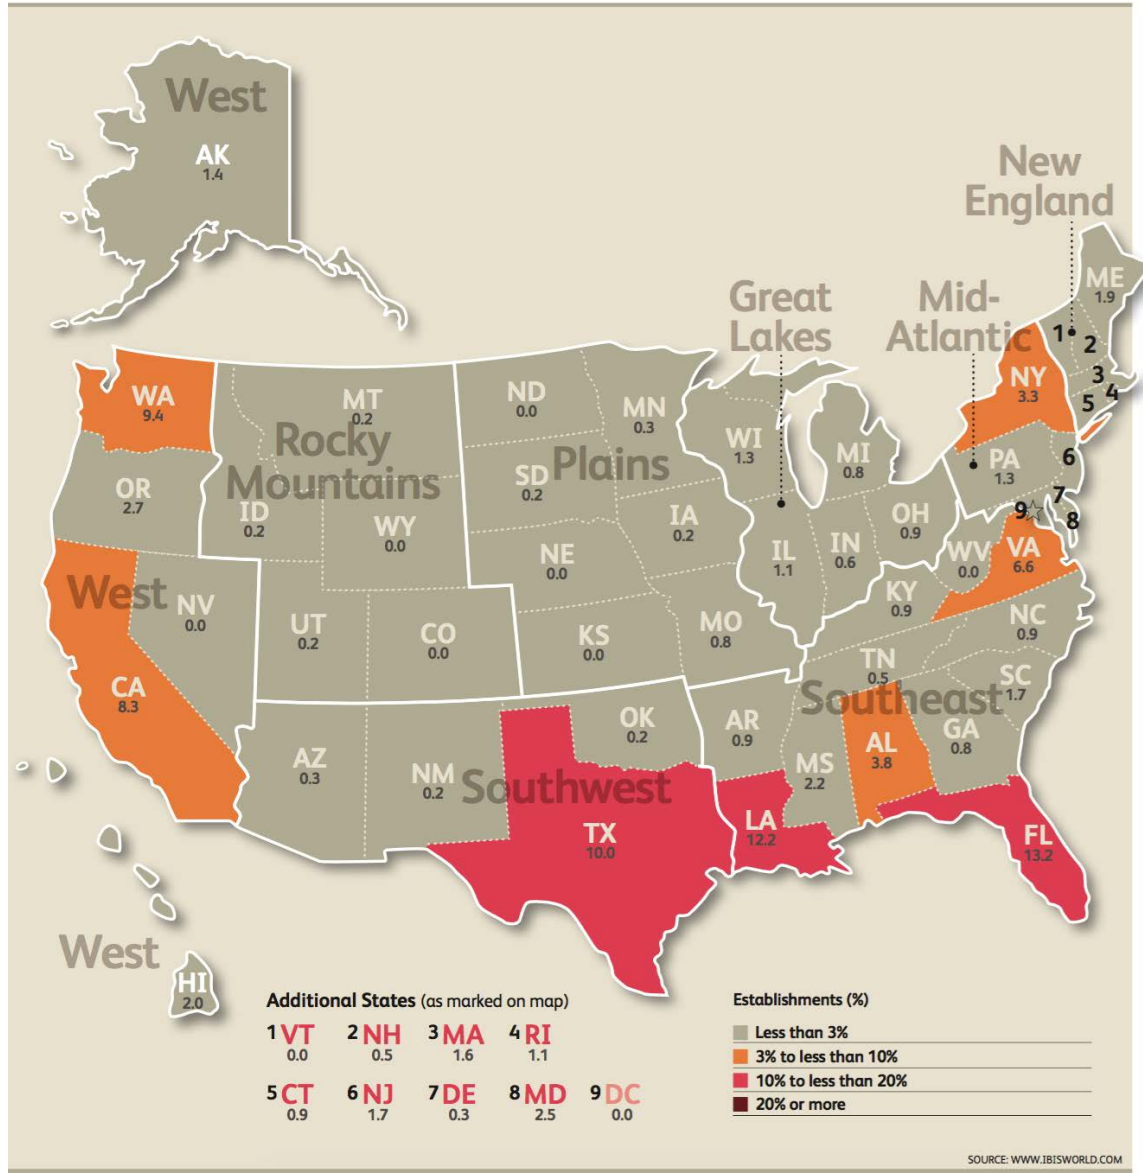 West
AK
1.4
New
England
Great
Lakes
Mid-
Atlantic
ME
1.9
1
2
3
4
5
6
7
8
9
WA
9.4
MT
0.2
ND
0.0
MN
0.3
WI
1.3
MI
0.8
NY
3.3
Rocky
Mountains
Plains
OR
2.7
ID
0.2
WY
0.0
SD
0.2
IA
0.2
NE
0.0
IL
1.1
IN
0.6
OH
0.9
PA
1.3
WV
0.0
VA
6.6
West
NV
0.0
UT
0.2
CO
0.0
KS
0.0
MO
0.8
KY
0.9
NC
0.9
TN
0.5
SC
1.7
Southeast
CA
8.3
AZ
0.3
NM
0.2
OK
0.2
AR
0.9
MS
2.2
AL
3.8
GA
0.8
Southwest
TX
10.0
LA
12.2
FL
13.2
West
HI
2.0
Additional States (as marked on map)
1 VT 2 NH 3 MA 4 RI
0.0 0.5 1.6 1.1
5 CT 6 NJ 7 DE 8 MD 9 DC
0.9 1.7 0.3 2.5 0.0
Establishments (%)
Less than 3%
3% to less than 10%
10% to less than 20%
20% or more
SOURCE: WWW.IBISWORLD.COM